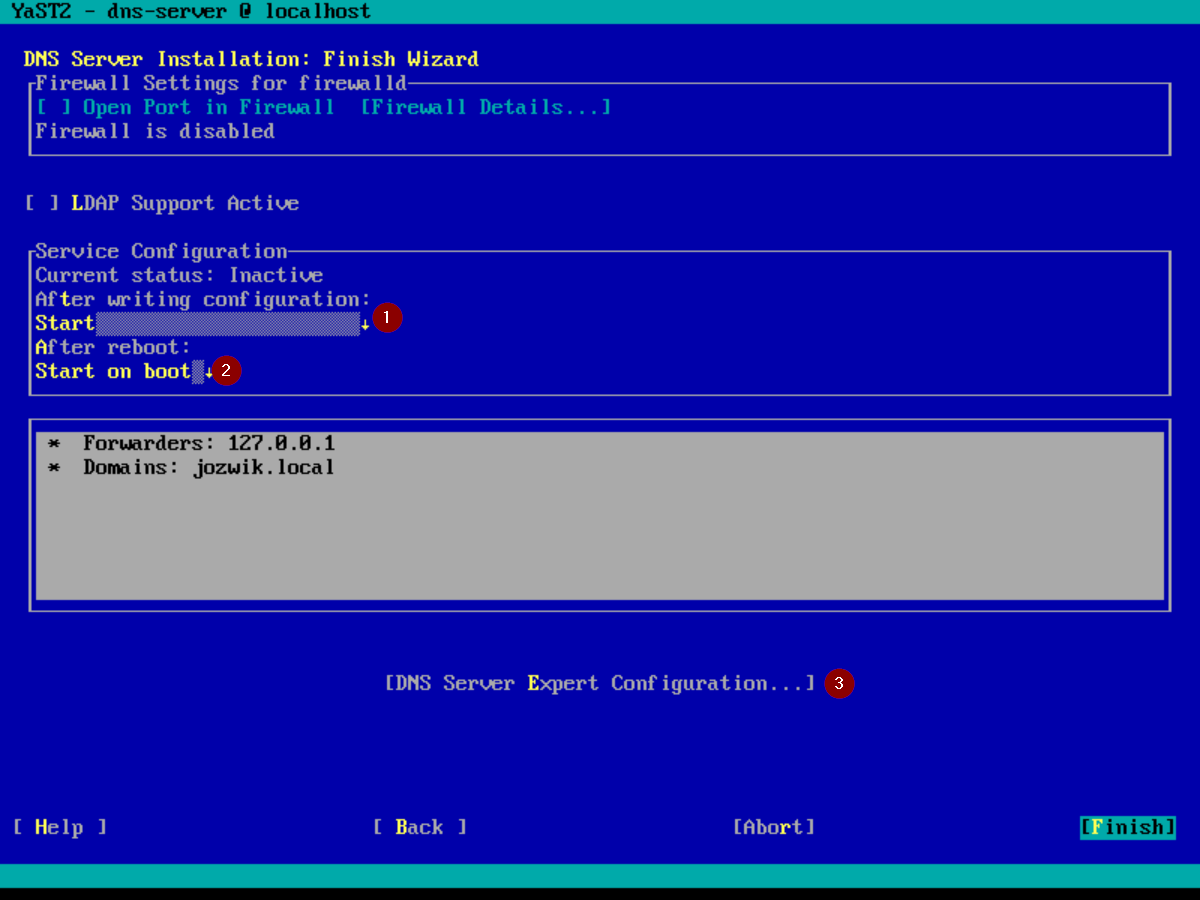 YaST2 - dns-server @ localhost
DNS Server Installation: Finish Wizard
Firewall Settings for firewalld
[ ] Open Port in Firewall [Firewall Details...]
Firewall is disabled
[ ] LDAP Support Active
Service Configuration
Current status: Inactive
After writing configuration:
Start↓ 1
After reboot:
Start on boot↓ 2
* Forwarders: 127.0.0.1
* Domains: jozwik.local
[DNS Server Expert Configuration...] 3
[ Help ] [ Back ] [Abort] [Finish]